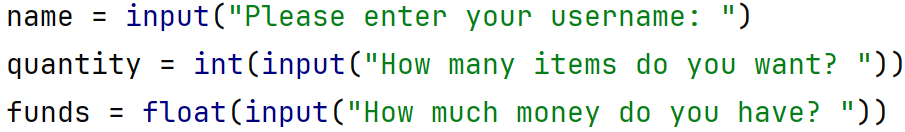 name = input("Please enter your username: ")
quantity = int(input("How many items do you want? "))
funds = float(input("How much money do you have? "))